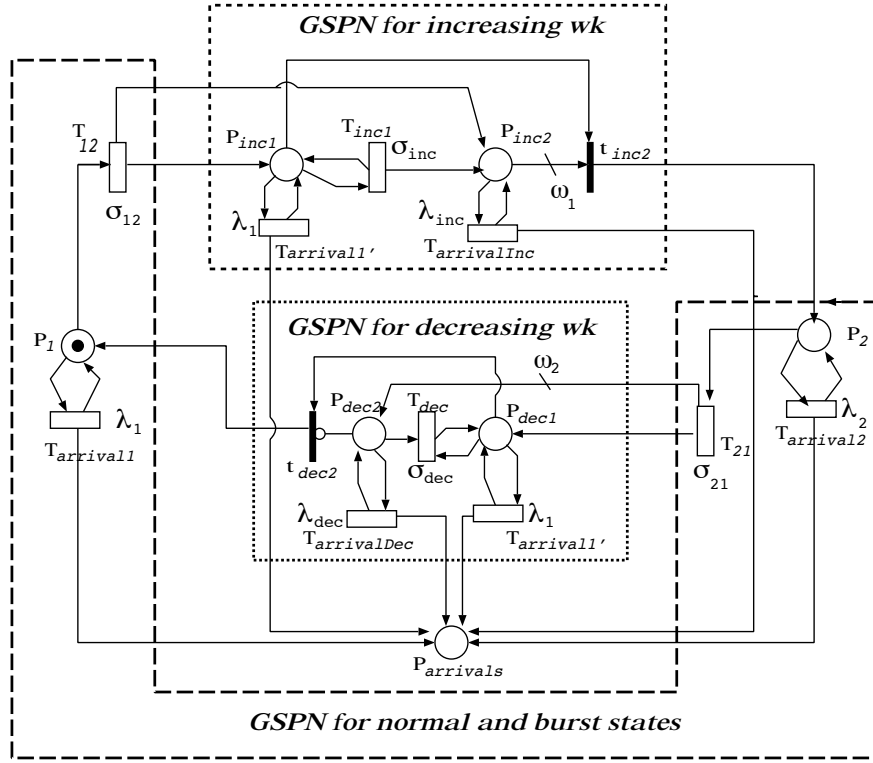 GSPN for increasing wk
T12
Pinc1
Tinc1
σinc
Pinc2
tinc2
ω1
σ12
λ1
Tarrival1'
λinc
TarrivalInc
GSPN for decreasing wk
P1
P2
ω2
Pdec2
Tdec
Pdec1
λ1
Tarrival1
λ2
Tarrival2
tdec2
σdec
T21
σ21
λdec
TarrivalDec
λ1
Tarrival1'
Parrivals
GSPN for normal and burst states